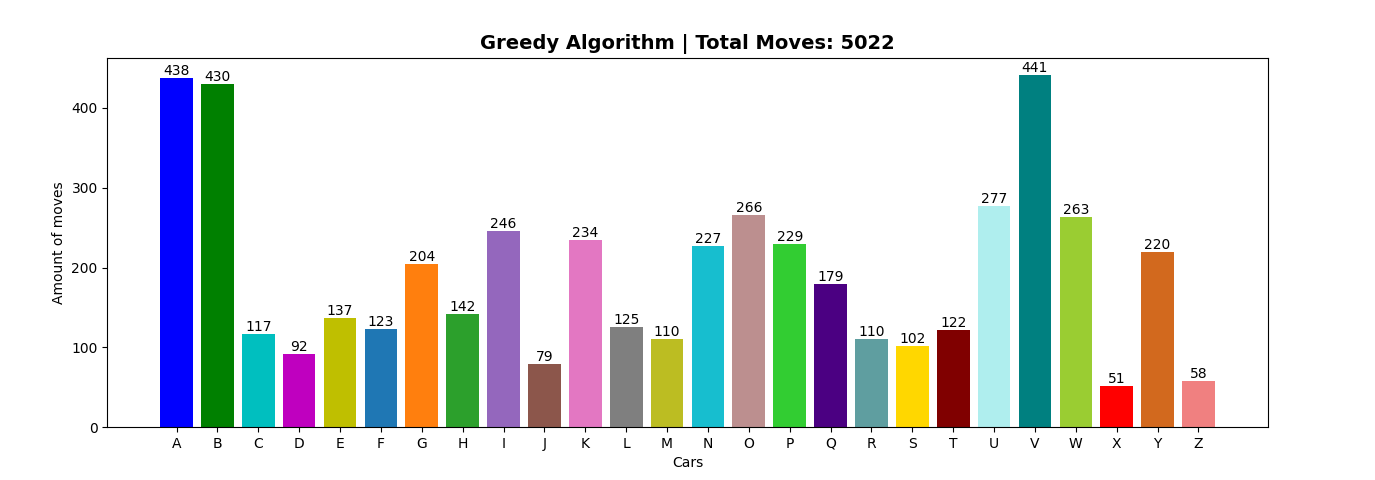 Greedy Algorithm | Total Moves: 5022
438 430 117 92 137 123 204 142 246 79 234 125 110 227 266 229 179 110 102 122 277 441 263 51 220 58
Amount of moves
400
300
200
100
0
A B C D E F G H I J K L M N O P Q R S T U V W X Y Z
Cars